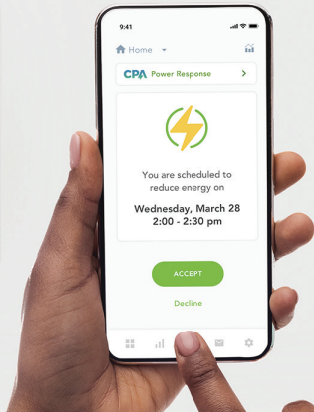 9:41
Home
CPA Power Response
You are scheduled to
reduce energy on
Wednesday, March 28
2:00 - 2:30 pm
ACCEPT
Decline